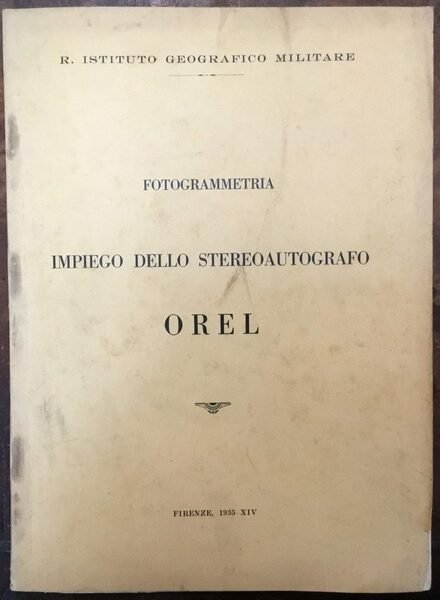 R. ISTITUTO GEOGRAFICO MILITARE
FOTOGRAMMETRIA
IMPIEGO DELLO STEREOAUTOGRAFO
OREL
FIRENZE, 1935 XIV